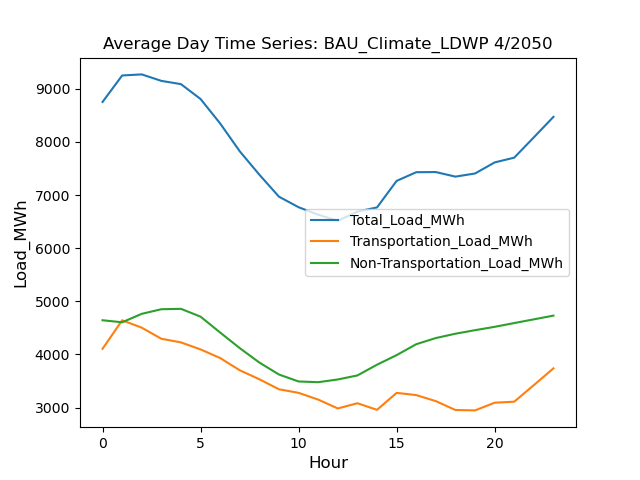 Average Day Time Series: BAU_Climate_LDWP 4/2050
Load_MWh
9000
8000
7000
6000
5000
4000
3000
Total_Load_MWh
Transportation_Load_MWh
Non-Transportation_Load_MWh
0 5 10 15 20
Hour